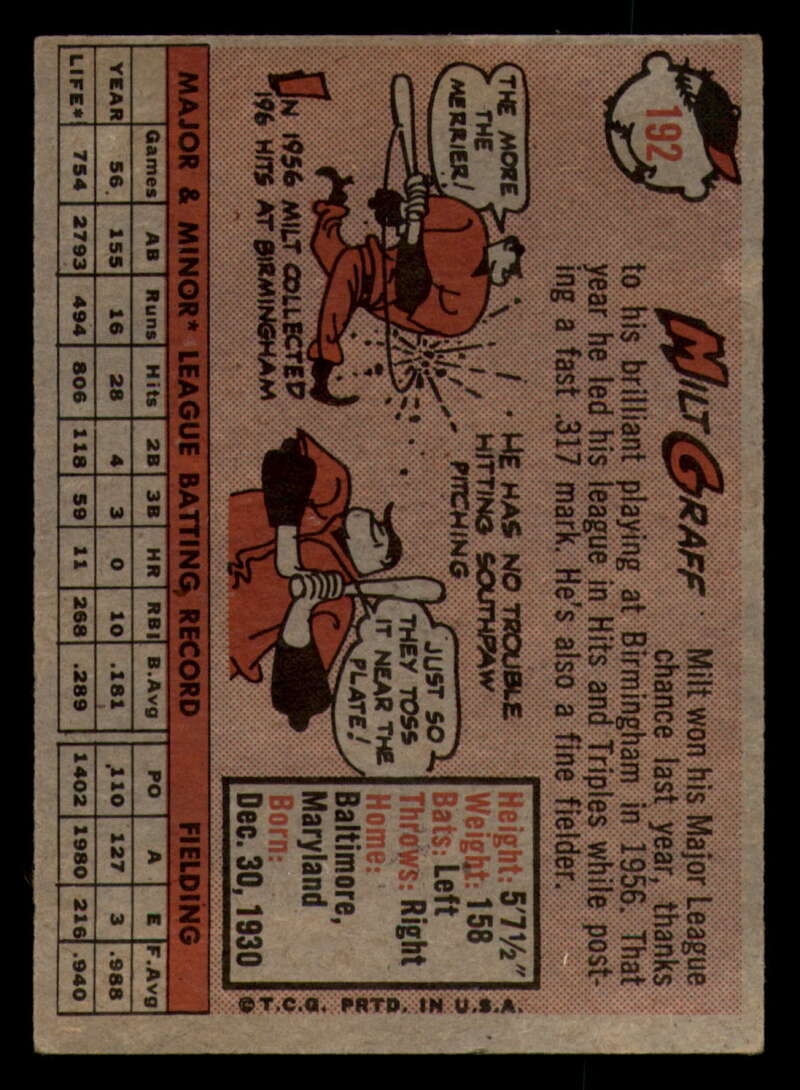 192
MILT GRAFF
Milt won his Major League
chance last year, thanks
to his brilliant playing at Birmingham in 1956. That
year he led his league in Hits and Triples while post-
ing a fast .317 mark. He's also a fine fielder.
THE MORE
THE
MERRIER!
IN 1956 MILT COLLECTED
196 HITS AT BIRMINGHAM
HE HAS NO TROUBLE
HITTING SOUTHPAW
PITCHING
JUST SO
THEY TOSS
IT NEAR THE
PLATE!
Height: 5'7½"
Weight: 158
Bats: Left
Throws: Right
Home:
Baltimore,
Maryland
Born:
Dec. 30, 1930
© T.C.G. PRTD. IN U.S.A.
MAJOR & MINOR* LEAGUE BATTING RECORD FIELDING
Games AB Runs Hits 2B 3B HR RBI B.Avg PO A E F.Avg
YEAR 56 155 16 28 4 3 0 10 .181 110 127 3 .988
LIFE* 754 2793 494 806 118 59 11 268 .289 1402 1980 216 .940